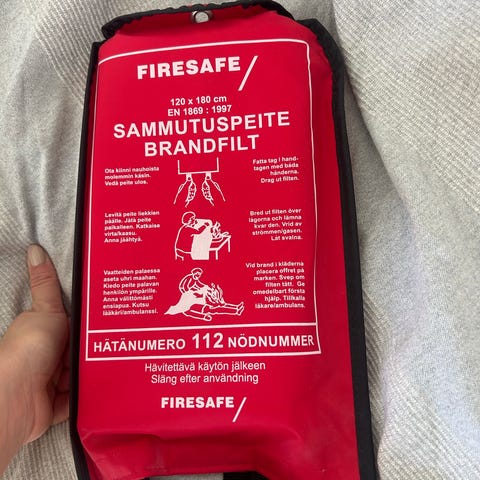 FIRESAFE/
120 x 180 cm
EN 1869 : 1997
SAMMUTUSPEITE
BRANDFILT
Ota kiinni nauhoista
molemmin käsin.
Vedä peite ulos.
Fatta tag i hand-
tagen med båda
händerna.
Drag ut filten.
Levitä peite liekkien
päälle. Jätä peite
paikalleen. Katkaise
virta/kaasu.
Anna jäähtyä.
Bred ut filten över
lågorna och lämna
kvar den. Vrid av
strömmen/gasen.
Låt svalna.
Vaatteiden palaessa
aseta uhri maahan.
Kiedo peite palavan
henkilön ympärille.
Anna välittömästi
ensiapua. Kutsu
lääkäri/ambulanssi.
Vid brand i kläderna
placera offret på
marken. Svep om
filten tätt. Ge
omedelbart första
hjälp. Tillkalla
läkare/ambulans.
HÄTÄNUMERO 112 NÖDNUMMER
Hävitettävä käytön jälkeen
Släng efter användning
FIRESAFE/